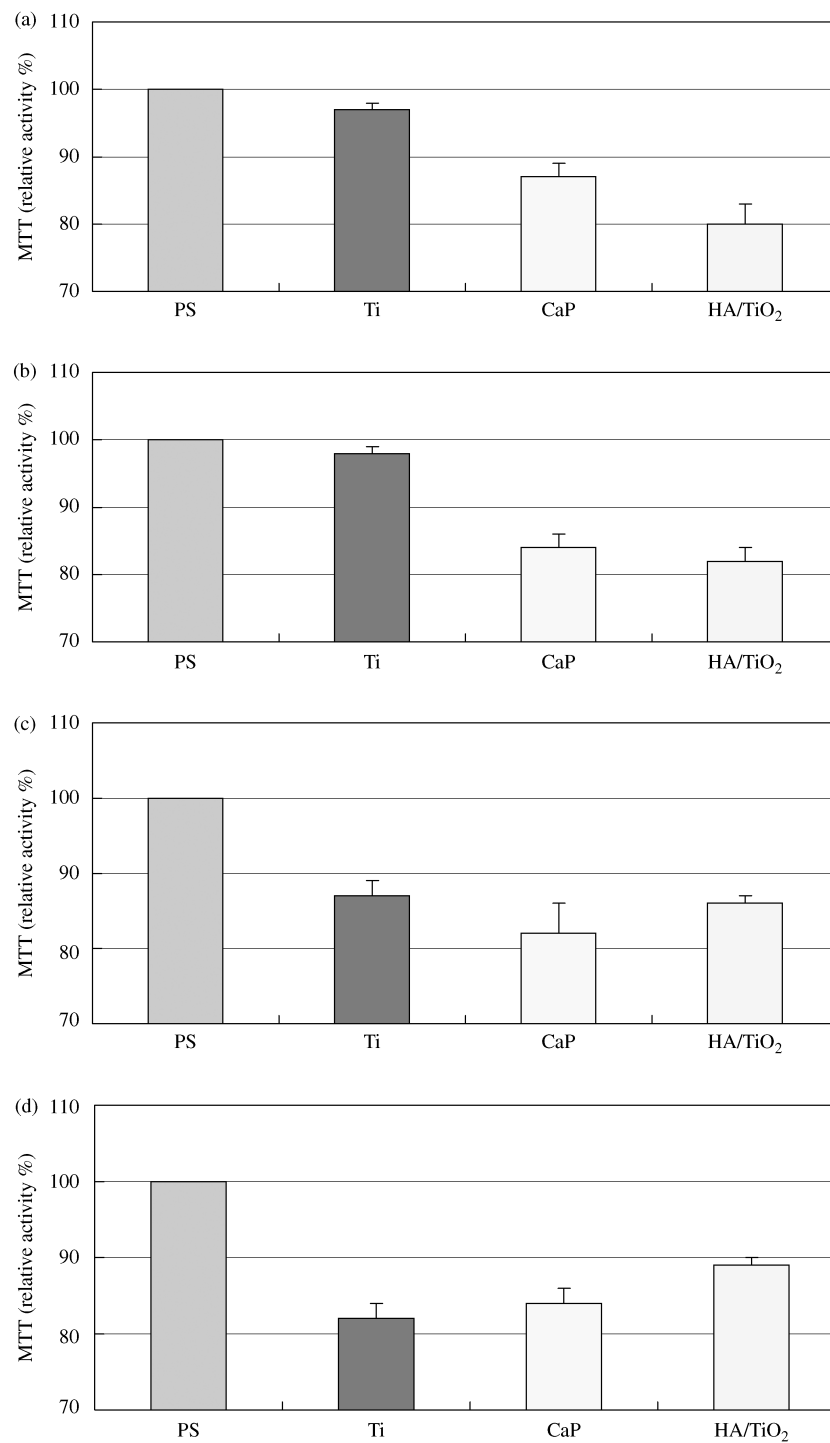 (a)
110
100
90
80
70
MTT (relative activity %)
PS Ti CaP HA/TiO₂
(b)
110
100
90
80
70
MTT (relative activity %)
PS Ti CaP HA/TiO₂
(c)
110
100
90
80
70
MTT (relative activity %)
PS Ti CaP HA/TiO₂
(d)
110
100
90
80
70
MTT (relative activity %)
PS Ti CaP HA/TiO₂